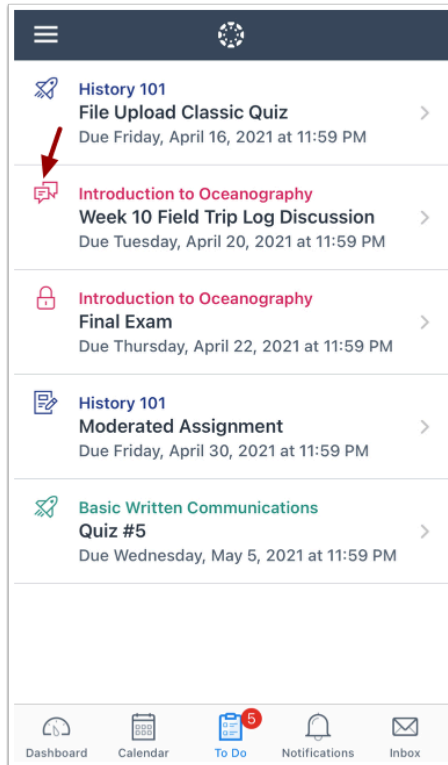 History 101
File Upload Classic Quiz
Due Friday, April 16, 2021 at 11:59 PM
Introduction to Oceanography
Week 10 Field Trip Log Discussion
Due Tuesday, April 20, 2021 at 11:59 PM
Introduction to Oceanography
Final Exam
Due Thursday, April 22, 2021 at 11:59 PM
History 101
Moderated Assignment
Due Friday, April 30, 2021 at 11:59 PM
Basic Written Communications
Quiz #5
Due Wednesday, May 5, 2021 at 11:59 PM
5
Dashboard Calendar To Do Notifications Inbox